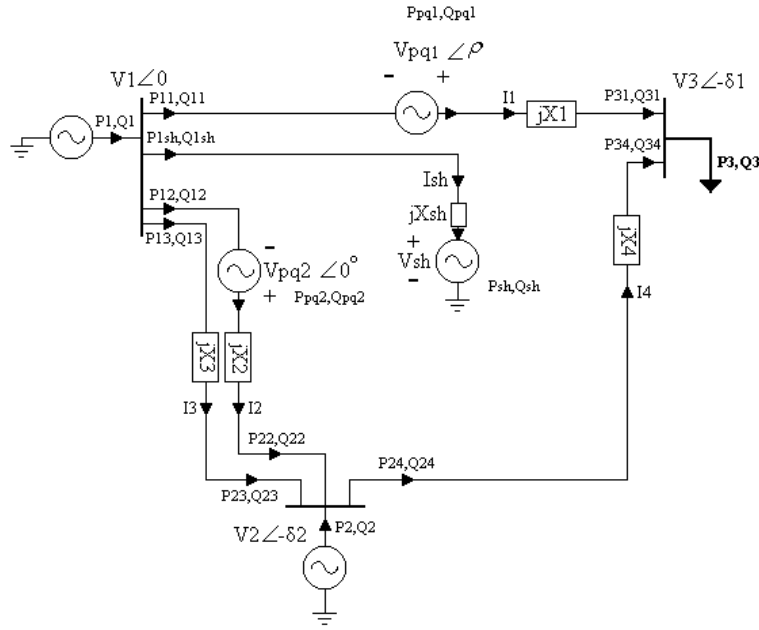 Ppq1,Qpq1
Vpq1 ∠ρ
- +
V1∠0
V3∠-δ1
P1,Q1
P11,Q11
I1
jX1
P31,Q31
P1sh,Q1sh
P34,Q34
P3,Q3
Ish
jXsh
P12,Q12
P13,Q13
-
Vpq2 ∠0°
+ Ppq2,Qpq2
+
Vsh
-
Psh,Qsh
jX4
I4
jX3
jX2
I3
I2
P22,Q22
P23,Q23
P24,Q24
V2∠-δ2
P2,Q2